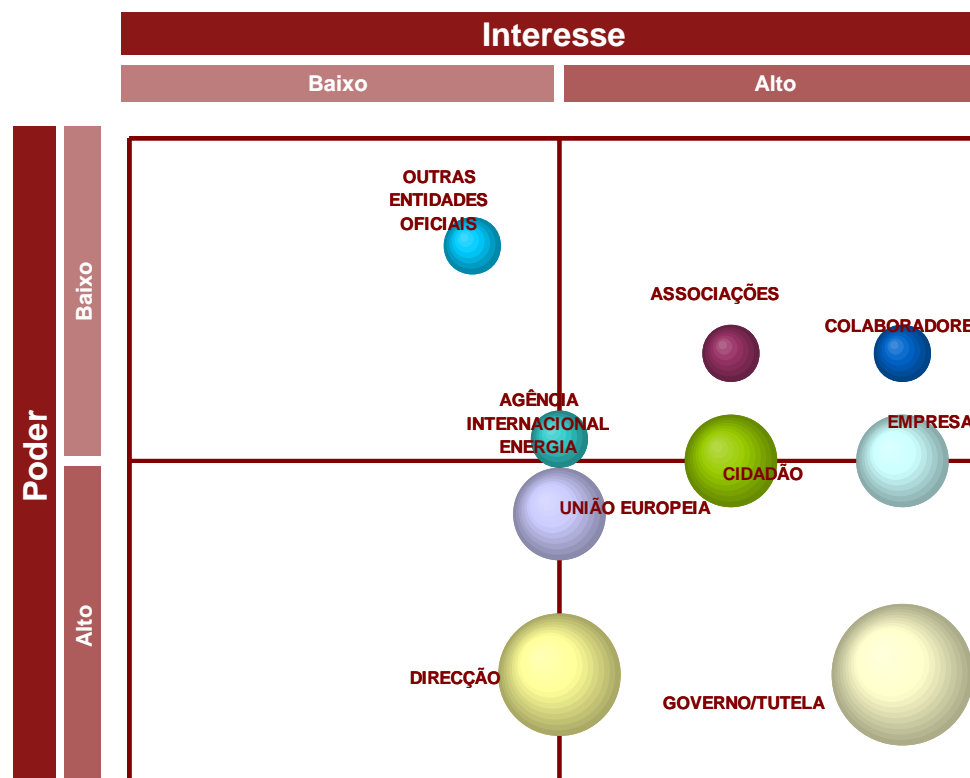 Interesse
Baixo
Alto
Poder
Baixo
Alto
OUTRAS
ENTIDADES
OFICIAIS
ASSOCIAÇÕES
COLABORADORE
AGÊNCIA
INTERNACIONAL
ENERGIA
EMPRESA
CIDADÃO
UNIÃO EUROPEIA
DIRECÇÃO
GOVERNO/TUTELA